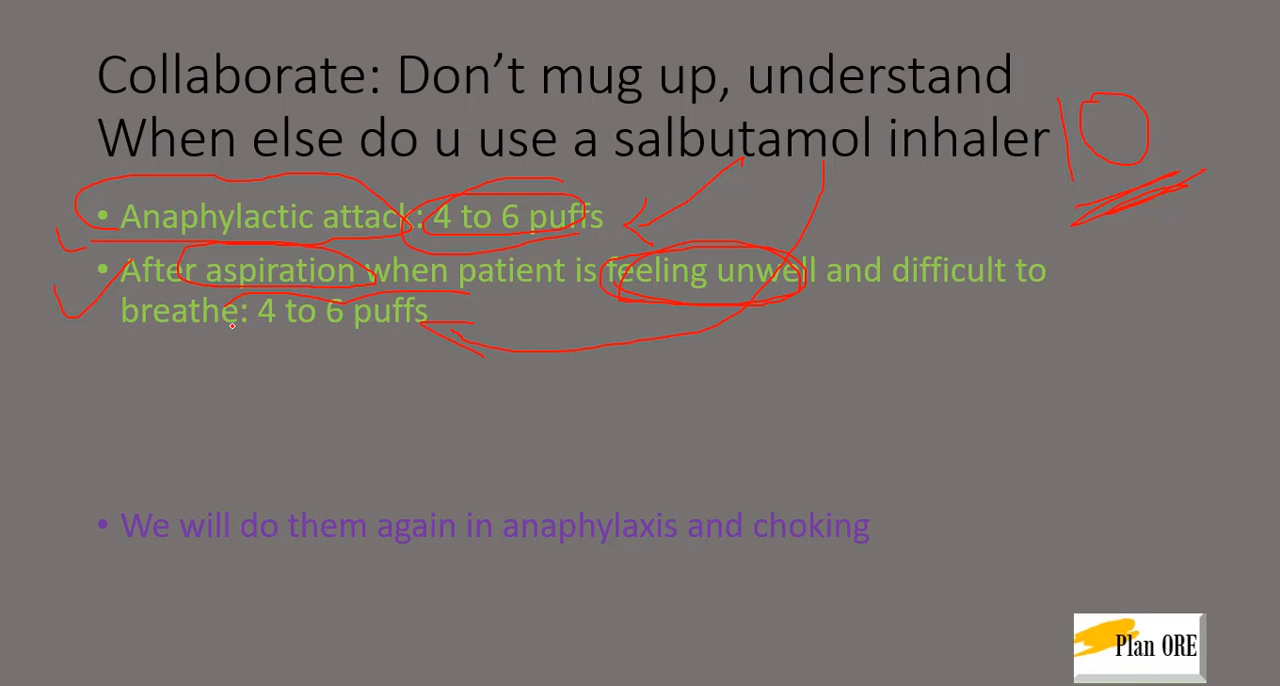 Collaborate: Don’t mug up, understand
When else do u use a salbutamol inhaler
10
• Anaphylactic attack: 4 to 6 puffs
• After aspiration when patient is feeling unwell and difficult to
breathe: 4 to 6 puffs
• We will do them again in anaphylaxis and choking
Plan ORE